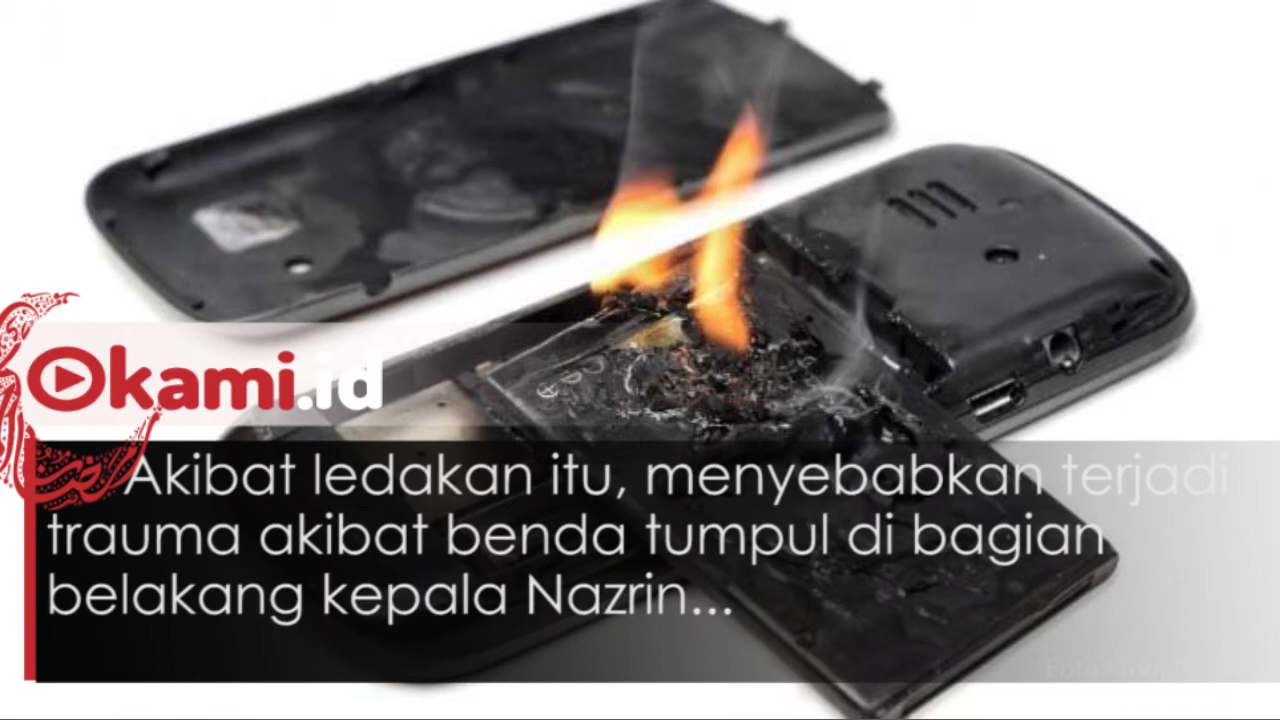 Okami.id
Akibat ledakan itu, menyebabkan terjadi
trauma akibat benda tumpul di bagian
belakang kepala Nazrin...